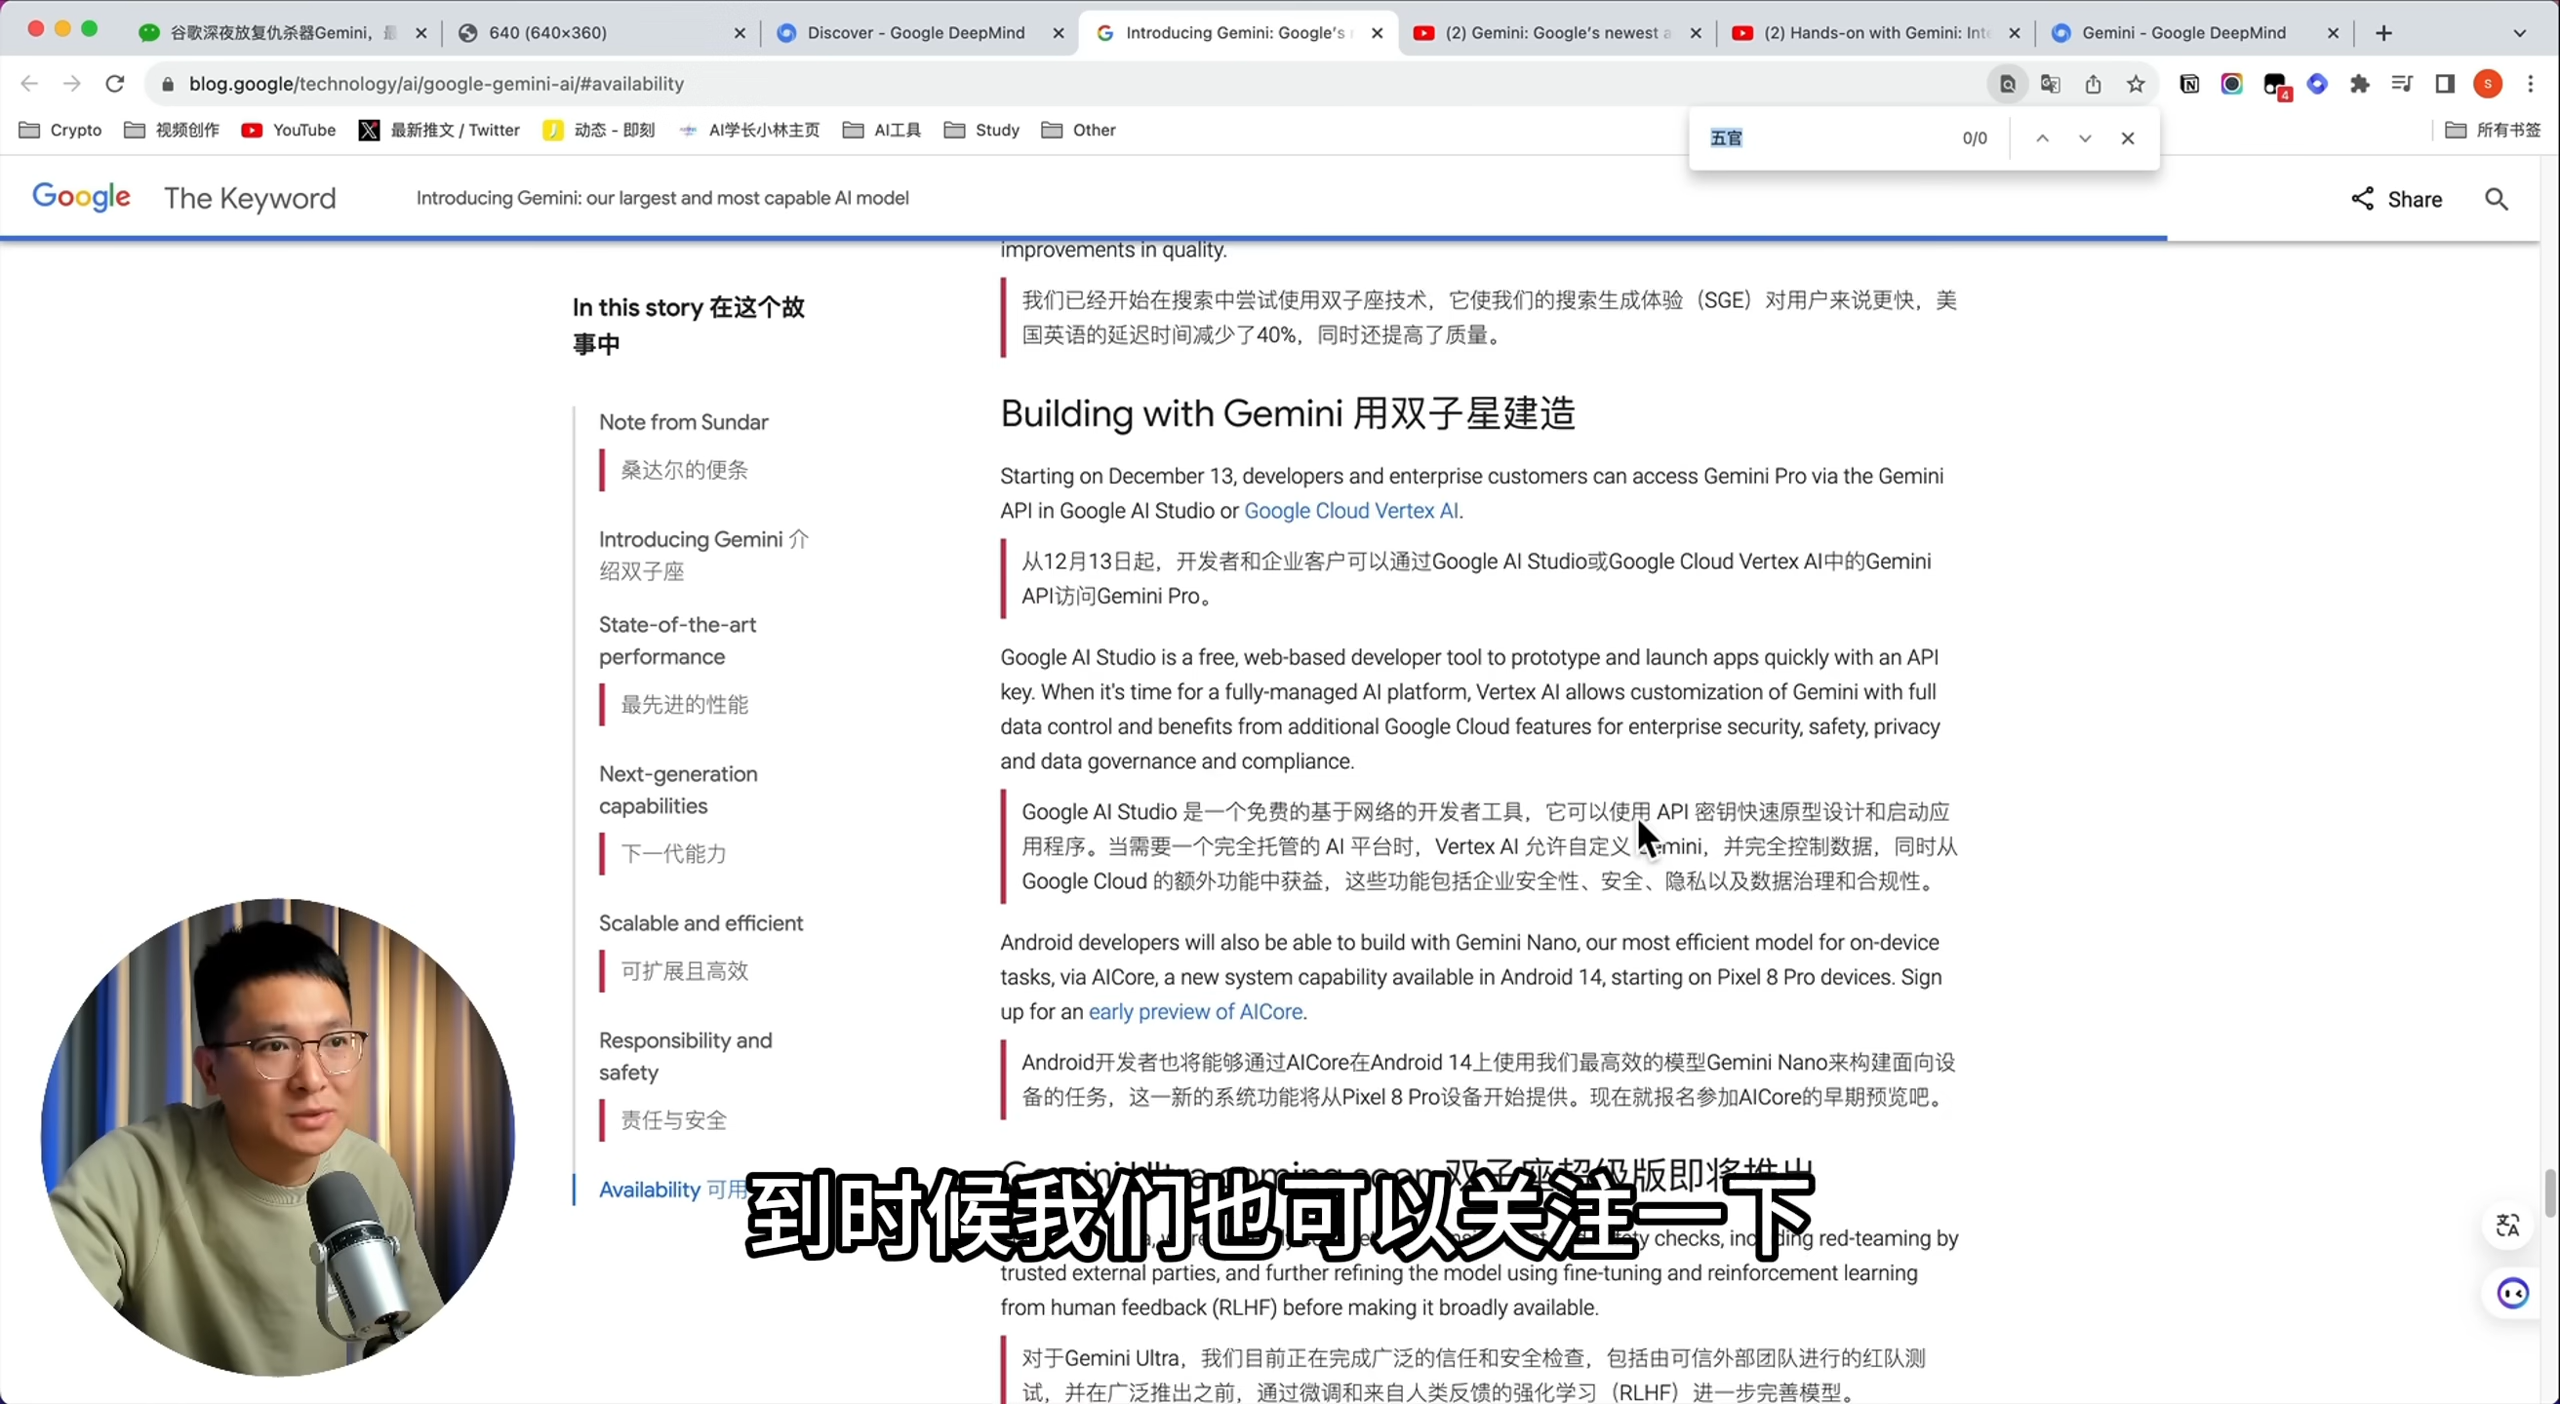 谷歌深夜放复仇杀器Gemini，
640 (640×360)
Discover - Google DeepMind
Introducing Gemini: Google's
(2) Gemini: Google's newest a
(2) Hands-on with Gemini: Inte
Gemini - Google DeepMind
blog.google/technology/ai/google-gemini-ai/#availability
4
S
Crypto
视频创作
YouTube
最新推文 / Twitter
动态 - 即刻
AI学长小林主页
AI工具
Study
Other
所有书签
五官
0/0
Google The Keyword
Introducing Gemini: our largest and most capable AI model
Share
In this story 在这个故
事中
Note from Sundar
桑达尔的便条
Introducing Gemini 介
绍双子座
State-of-the-art
performance
最先进的性能
Next-generation
capabilities
下一代能力
Scalable and efficient
可扩展且高效
Responsibility and
safety
责任与安全
Availability 可用
improvements in quality.
我们已经开始在搜索中尝试使用双子座技术，它使我们的搜索生成体验（SGE）对用户来说更快，美
国英语的延迟时间减少了40%，同时还提高了质量。
Building with Gemini 用双子星建造
Starting on December 13, developers and enterprise customers can access Gemini Pro via the Gemini
API in Google AI Studio or Google Cloud Vertex AI.
从12月13日起，开发者和企业客户可以通过Google AI Studio或Google Cloud Vertex AI中的Gemini
API访问Gemini Pro。
Google AI Studio is a free, web-based developer tool to prototype and launch apps quickly with an API
key. When it's time for a fully-managed AI platform, Vertex AI allows customization of Gemini with full
data control and benefits from additional Google Cloud features for enterprise security, safety, privacy
and data governance and compliance.
Google AI Studio 是一个免费的基于网络的开发者工具，它可以使用 API 密钥快速原型设计和启动应
用程序。当需要一个完全托管的 AI 平台时，Vertex AI 允许自定义 Gemini，并完全控制数据，同时从
Google Cloud 的额外功能中获益，这些功能包括企业安全性、安全、隐私以及数据治理和合规性。
Android developers will also be able to build with Gemini Nano, our most efficient model for on-device
tasks, via AICore, a new system capability available in Android 14, starting on Pixel 8 Pro devices. Sign
up for an early preview of AICore.
Android开发者也将能够通过AICore在Android 14上使用我们最高效的模型Gemini Nano来构建面向设
备的任务，这一新的系统功能将从Pixel 8 Pro设备开始提供。现在就报名参加AICore的早期预览吧。
Gemini Ultra coming soon 双子座超级版即将推出
到时候我们也可以关注一下
checks, including red-teaming by
trusted external parties, and further refining the model using fine-tuning and reinforcement learning
from human feedback (RLHF) before making it broadly available.
对于Gemini Ultra，我们目前正在完成广泛的信任和安全检查，包括由可信外部团队进行的红队测
试，并在广泛推出之前，通过微调和来自人类反馈的强化学习（RLHF）进一步完善模型。